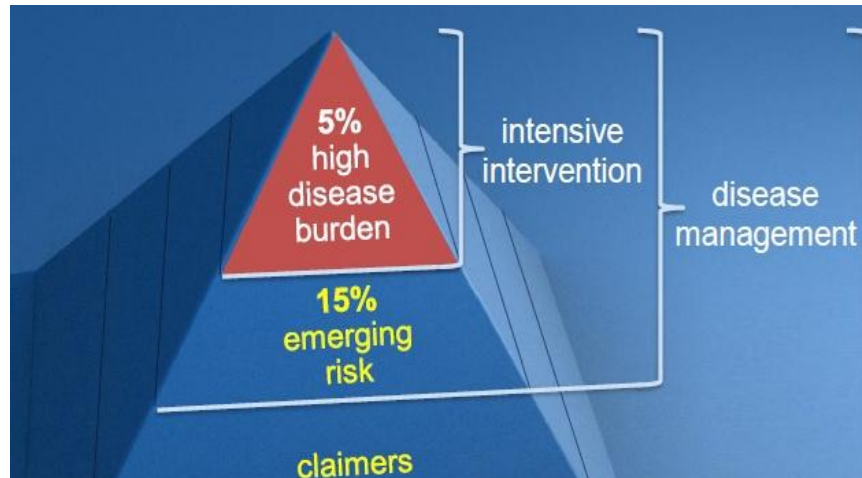 5%
high
disease
burden
intensive
intervention
disease
management
15%
emerging
risk
claimers